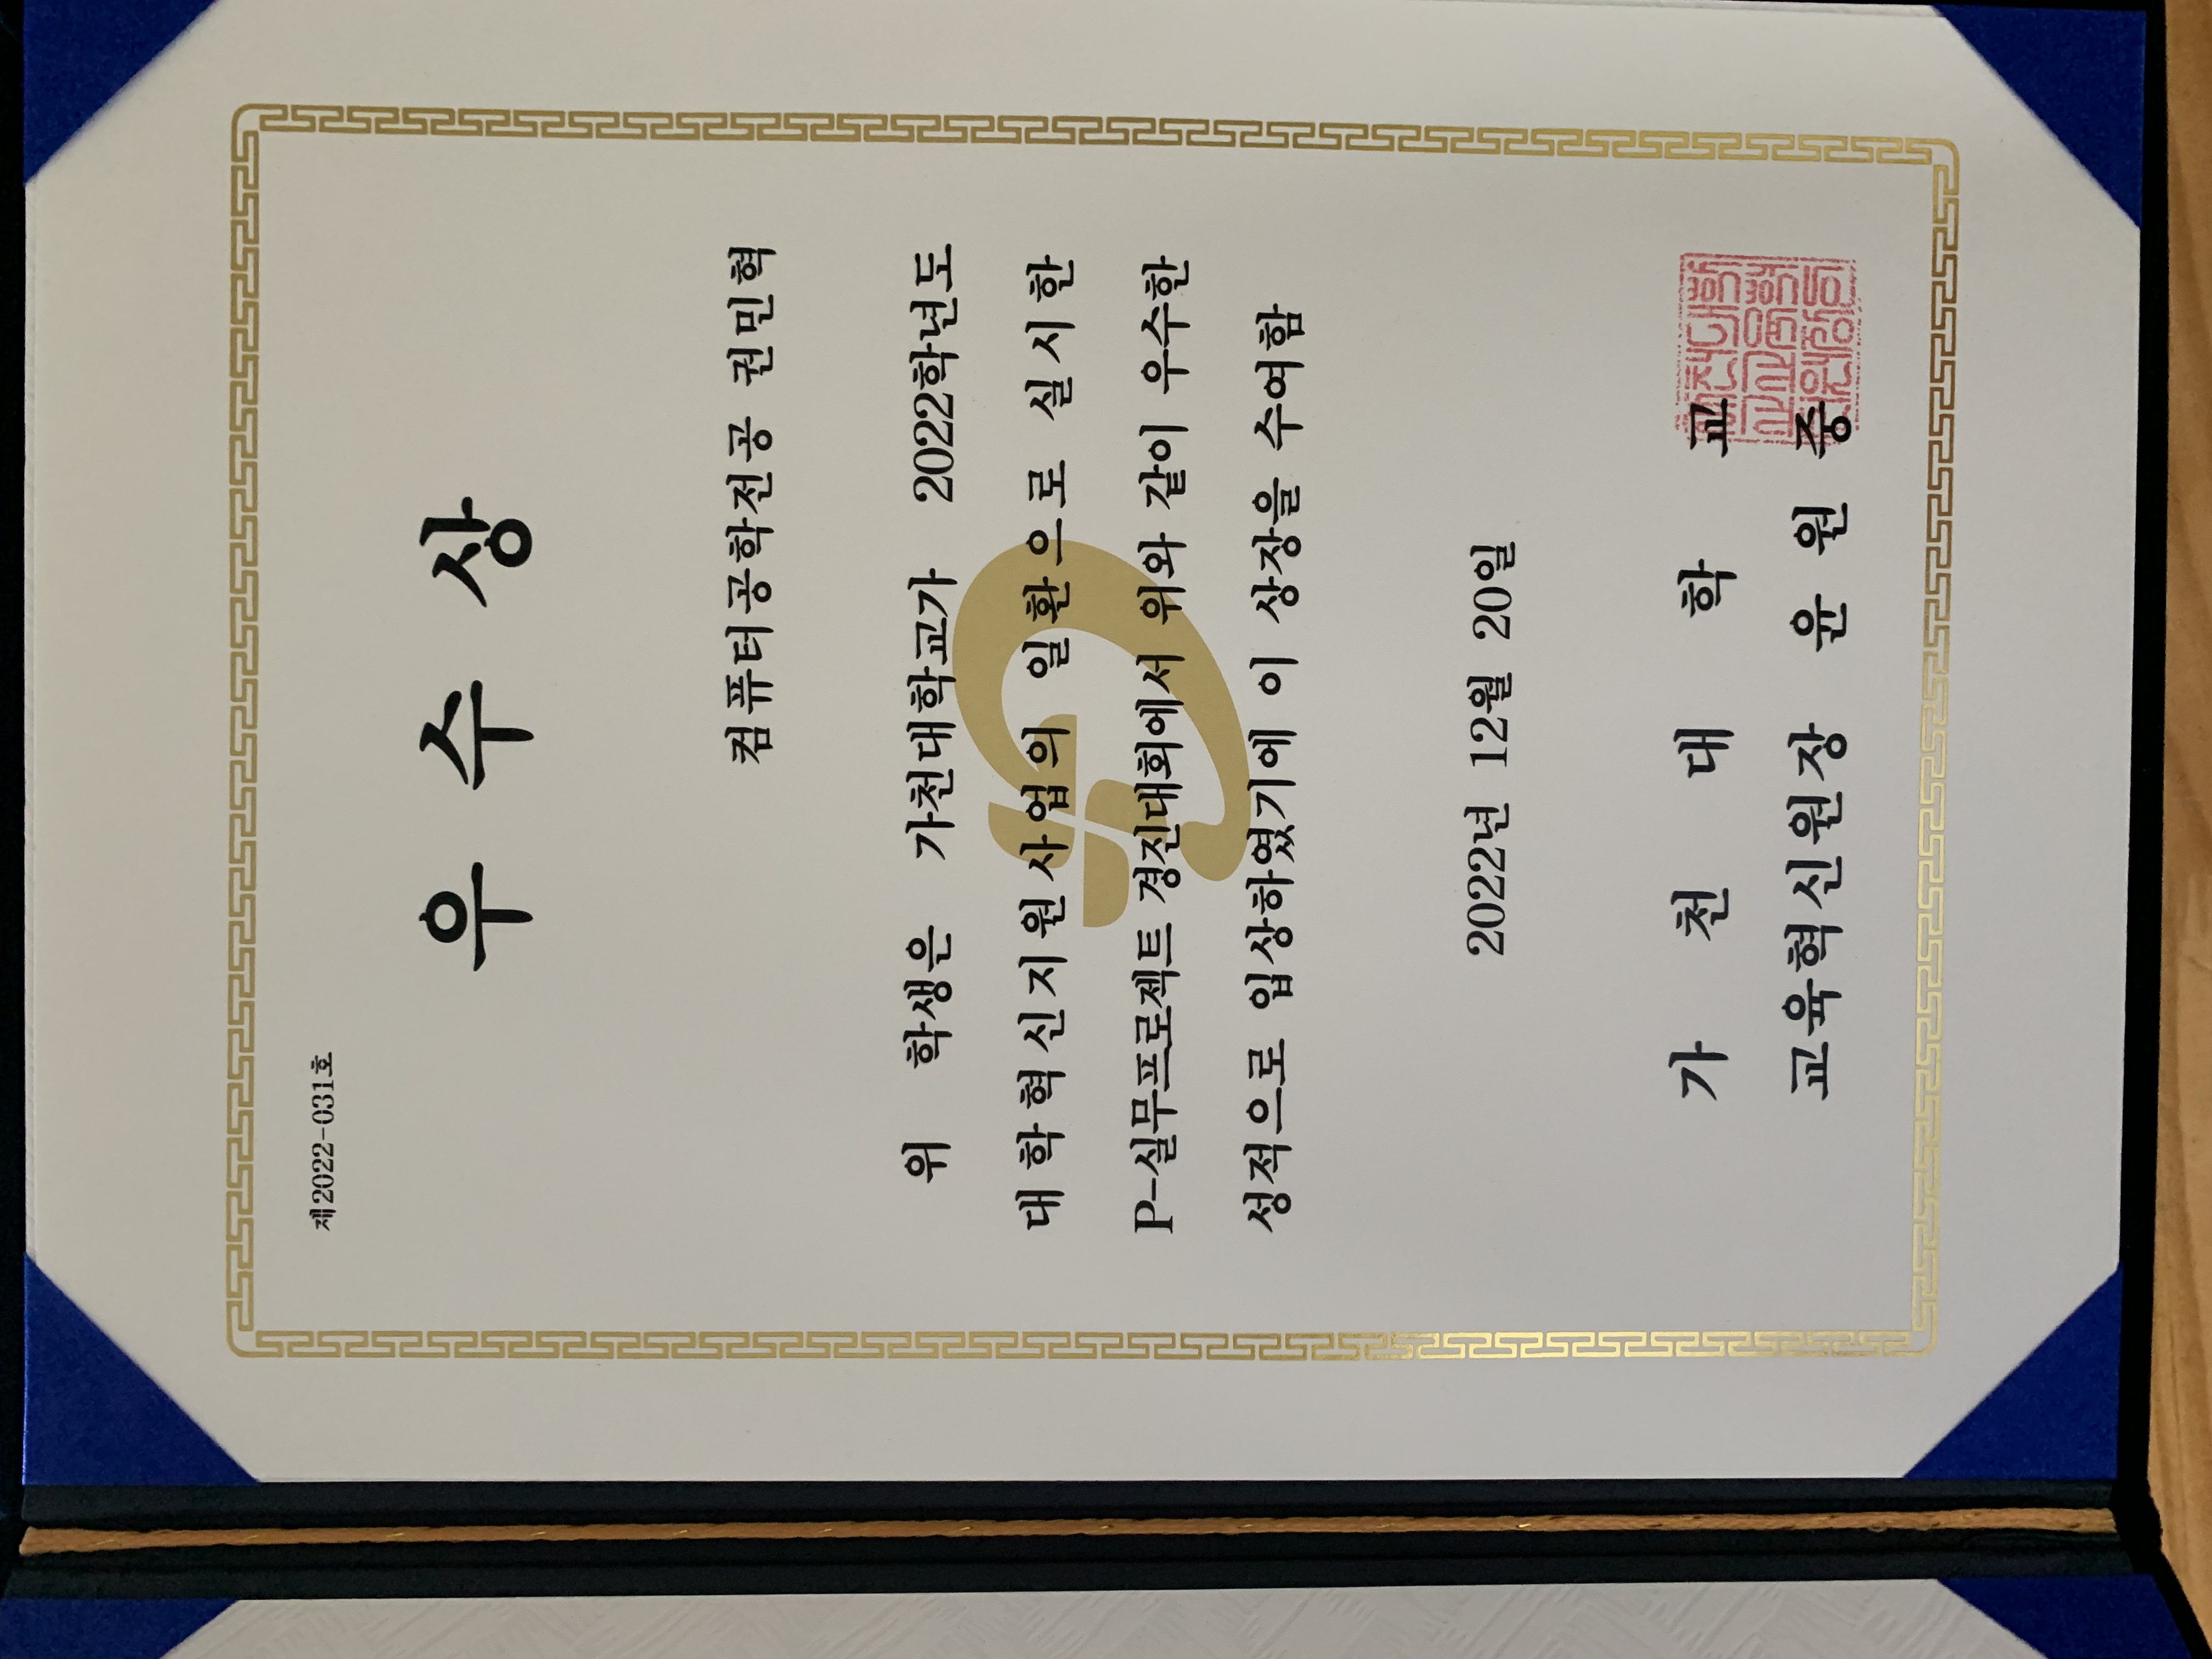 제2022-031호
우 수 상
컴퓨터공학전공 권민혁
위 학생은 가천대학교가 2022학년도
대학혁신지원사업의 일환으로 실시한
P-실무프로젝트 경진대회에서 위와 같이 우수한
성적으로 입상하였기에 이 상장을 수여함
2022년 12월 20일
가 천 대 학 교
교육혁신원장 윤 원 중